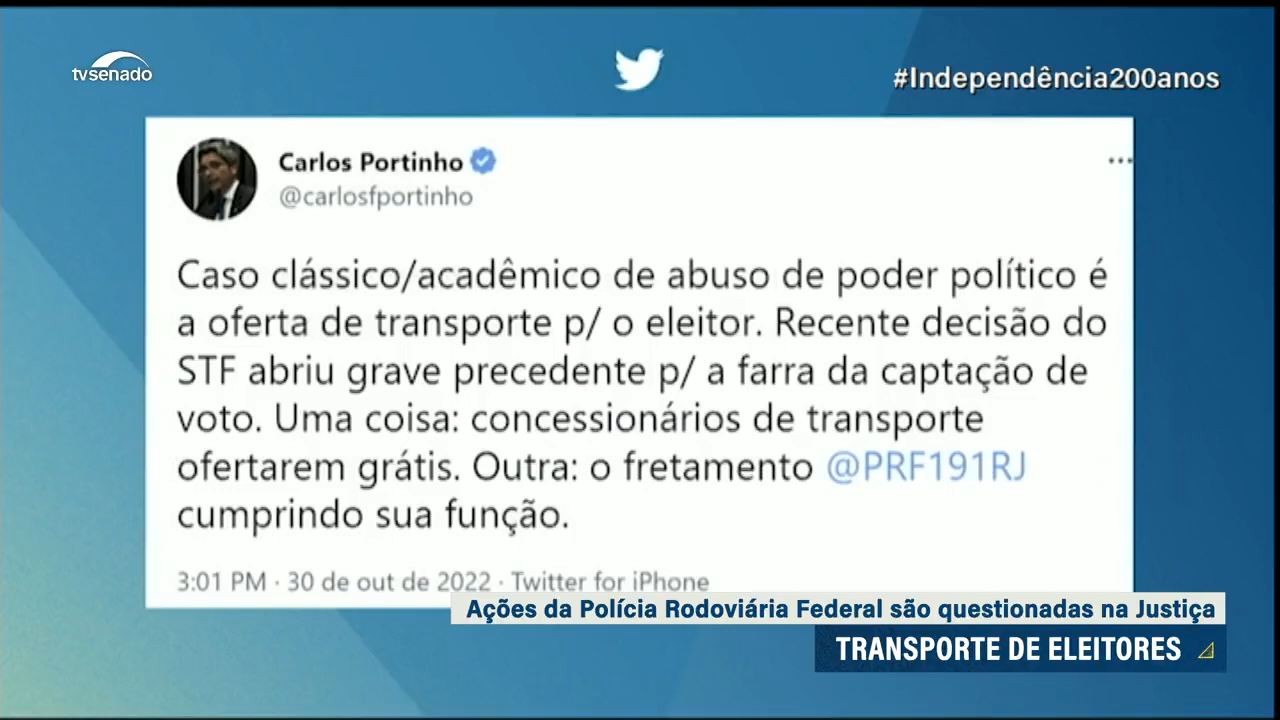 tvsenado
#Independência200anos
Carlos Portinho
@carlosfportinho
Caso clássico/acadêmico de abuso de poder político é
a oferta de transporte p/ o eleitor. Recente decisão do
STF abriu grave precedente p/ a farra da captação de
voto. Uma coisa: concessionários de transporte
ofertarem grátis. Outra: o fretamento @PRF191RJ
cumprindo sua função.
3:01 PM · 30 de out de 2022 · Twitter for iPhone
Ações da Polícia Rodoviária Federal são questionadas na Justiça
TRANSPORTE DE ELEITORES